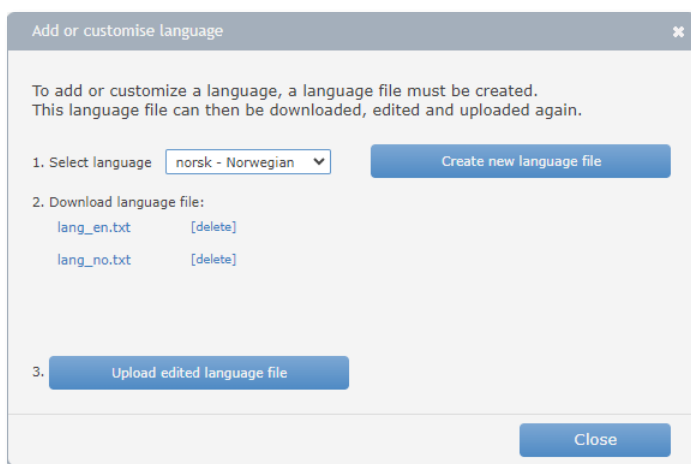 Add or customise language
To add or customize a language, a language file must be created.
This language file can then be downloaded, edited and uploaded again.
1. Select language norsk - Norwegian Create new language file
2. Download language file:
lang_en.txt [delete]
lang_no.txt [delete]
3. Upload edited language file
Close